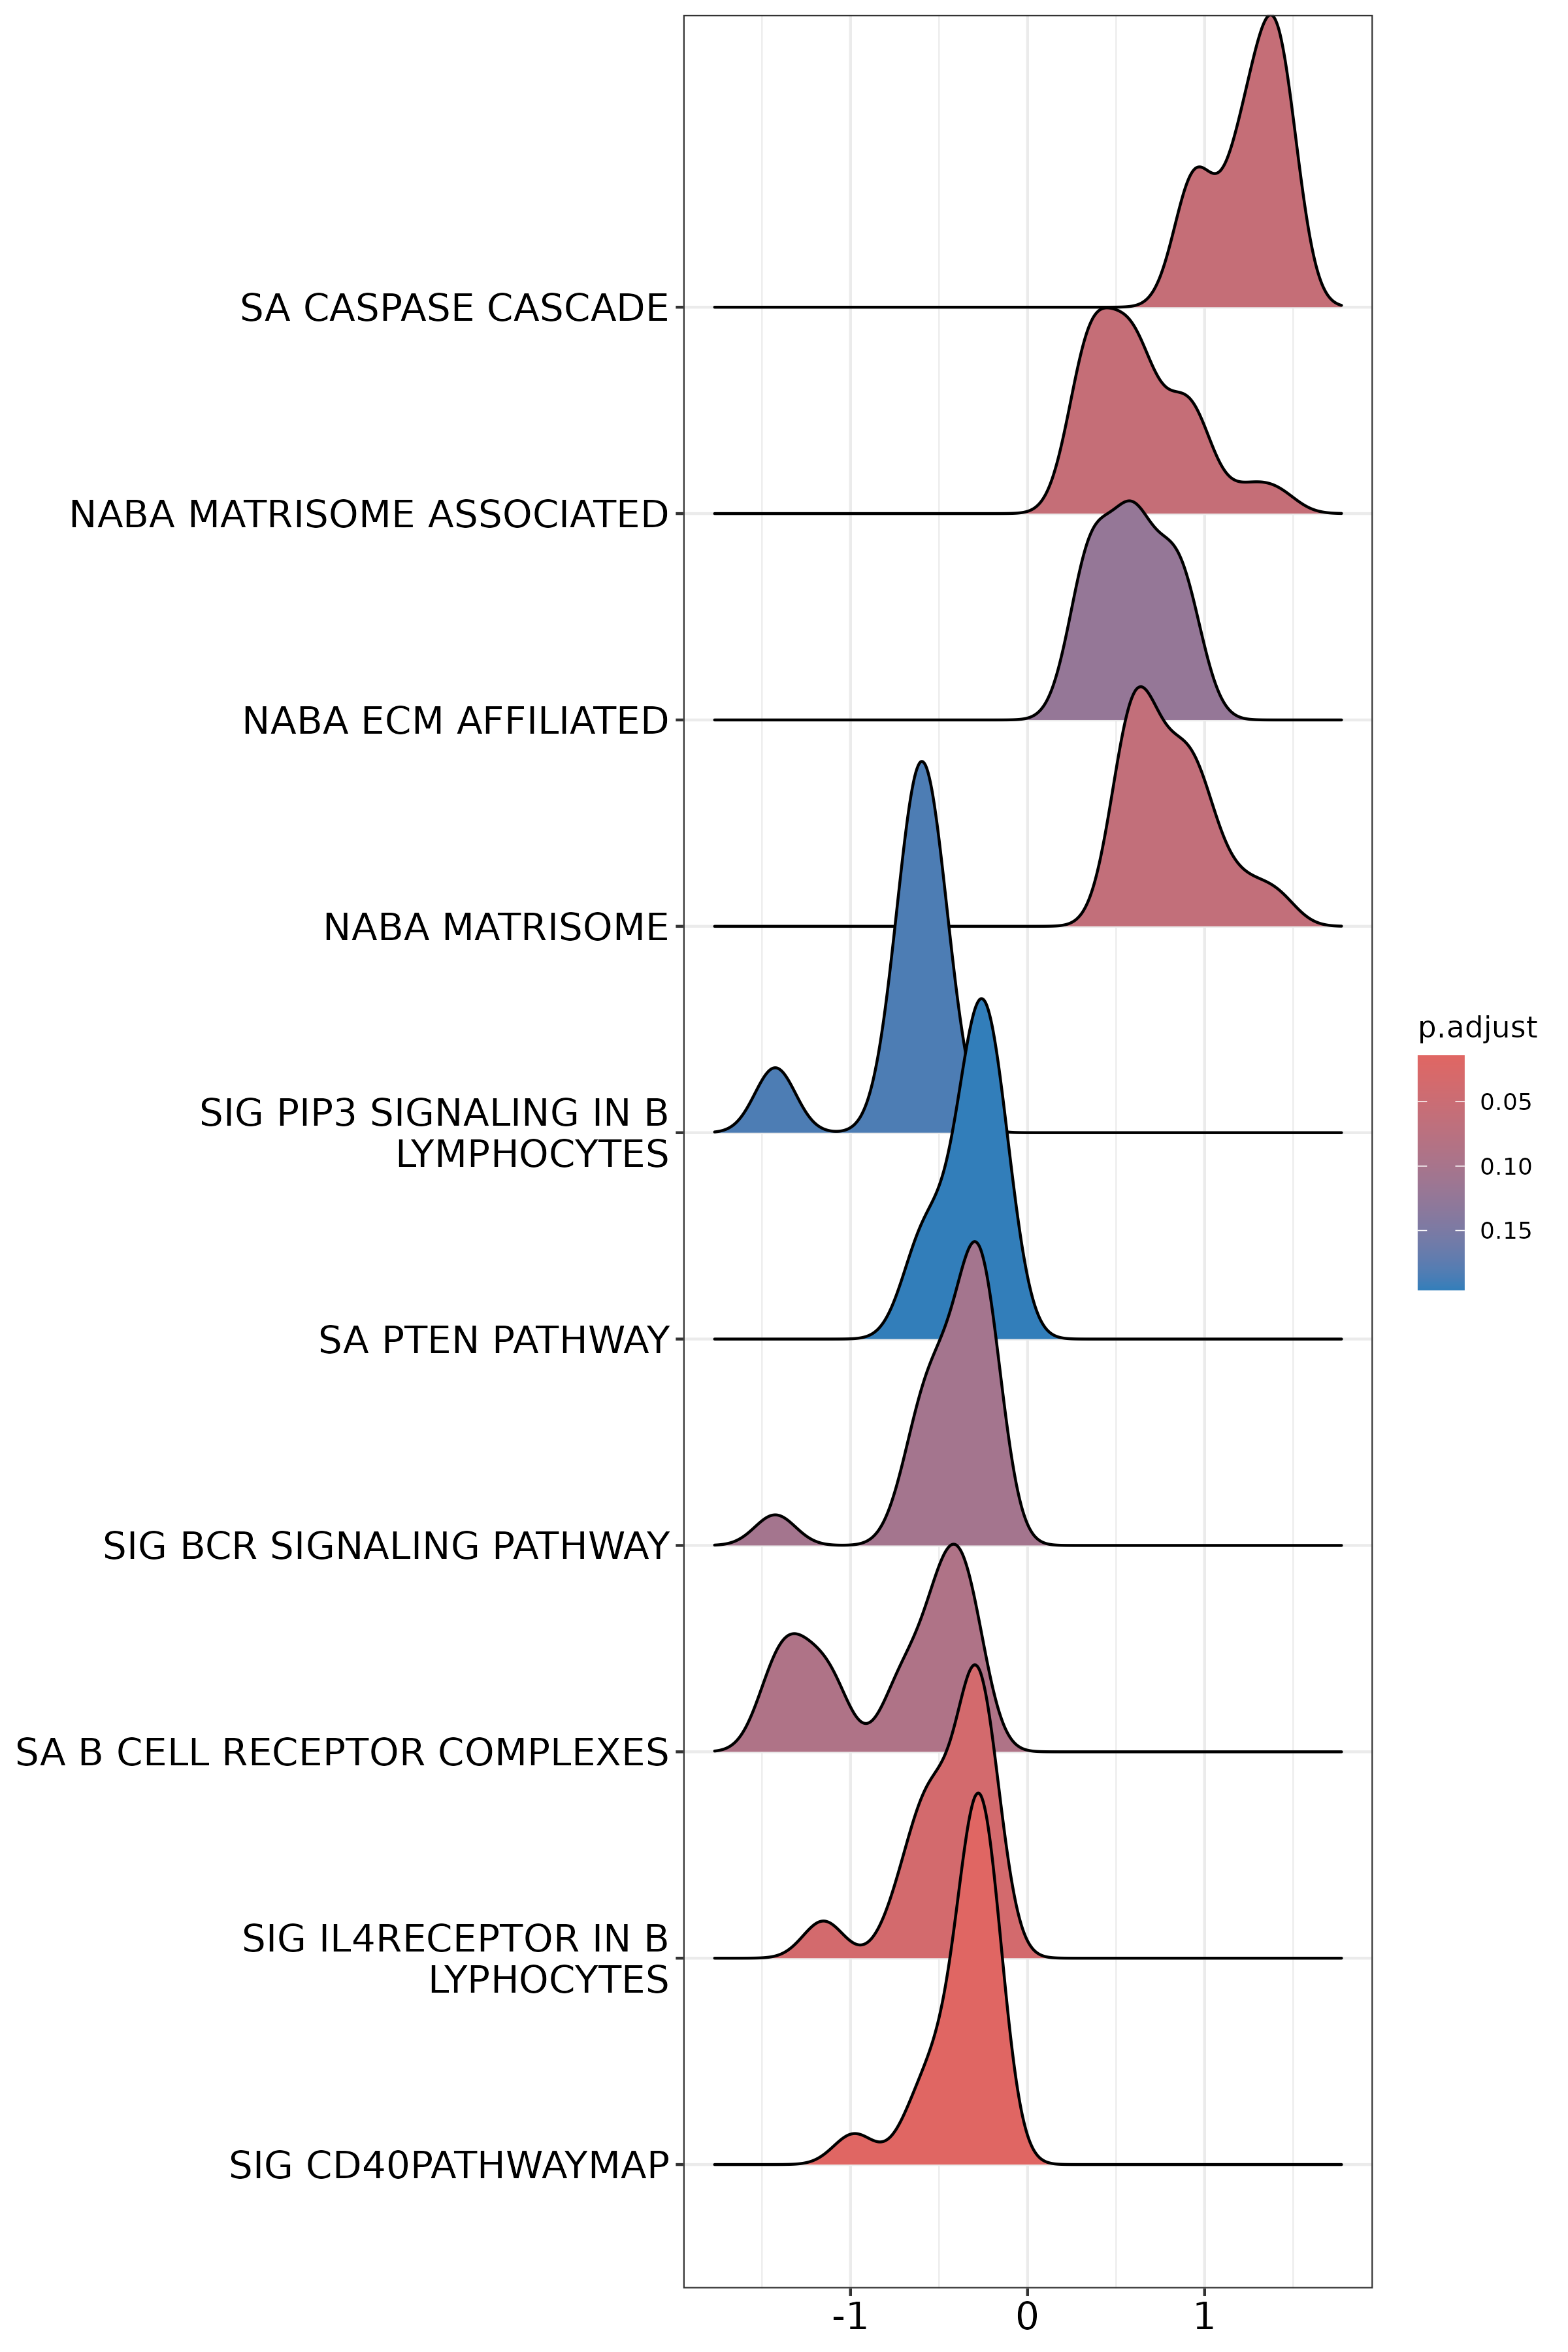 SA CASPASE CASCADE
NABA MATRISOME ASSOCIATED
NABA ECM AFFILIATED
NABA MATRISOME
SIG PIP3 SIGNALING IN B
LYMPHOCYTES
SA PTEN PATHWAY
SIG BCR SIGNALING PATHWAY
SA B CELL RECEPTOR COMPLEXES
SIG IL4RECEPTOR IN B
LYPHOCYTES
SIG CD40PATHWAYMAP
-1 0 1
p.adjust
0.05
0.10
0.15